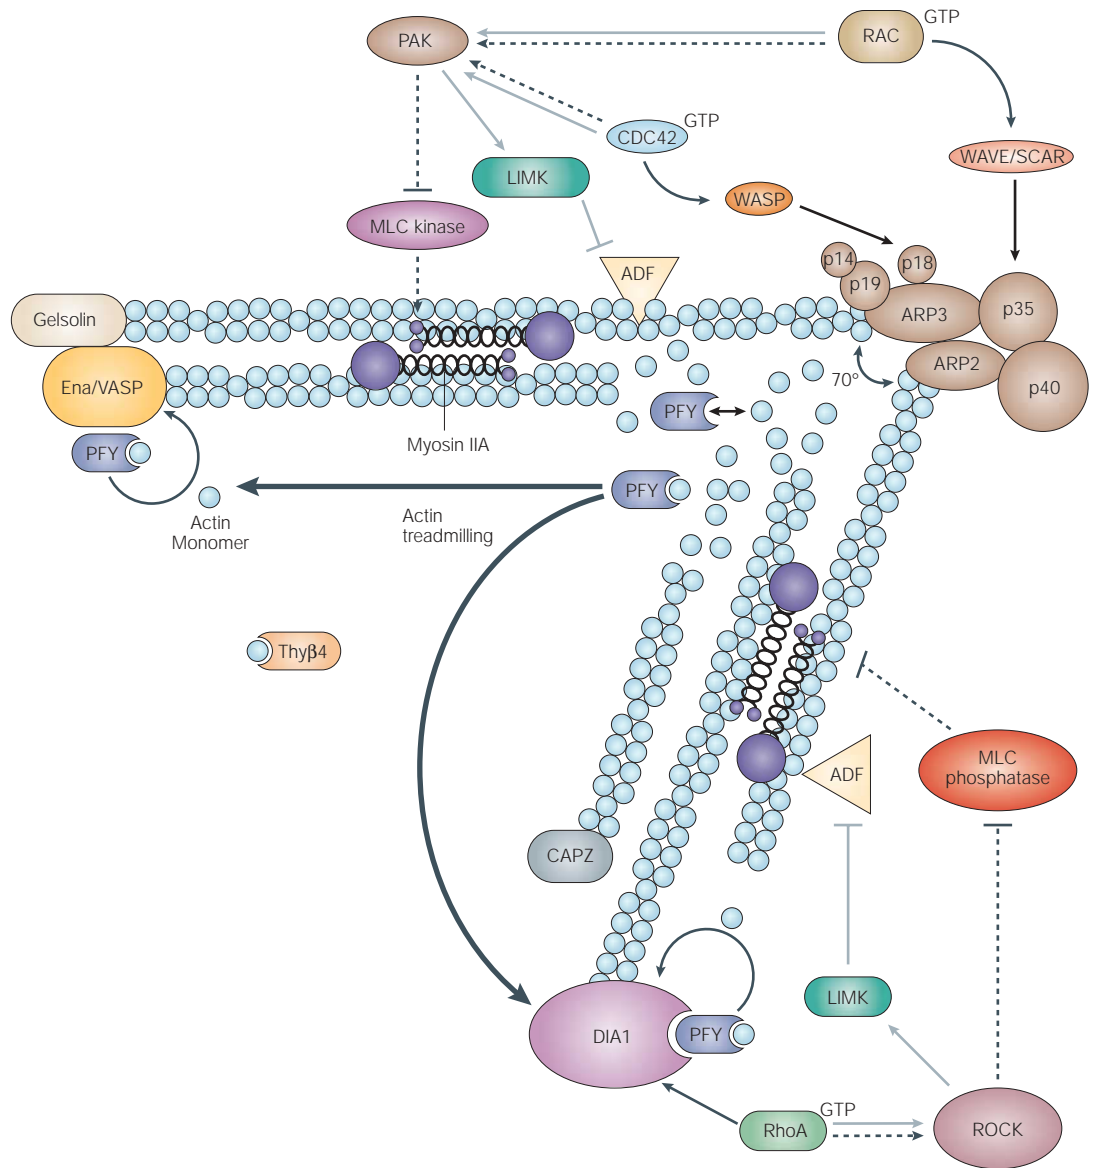 GTP
PAK
RAC
GTP
CDC42
WAVE/SCAR
LIMK
WASP
MLC kinase
p14
p18
ADF
p19
Gelsolin
ARP3
p35
ARP2
Ena/VASP
70°
p40
PFY
Myosin IIA
PFY
PFY
Actin
Monomer
Actin
treadmilling
Thyβ4
MLC
phosphatase
ADF
CAPZ
LIMK
DIA1
PFY
GTP
RhoA
ROCK